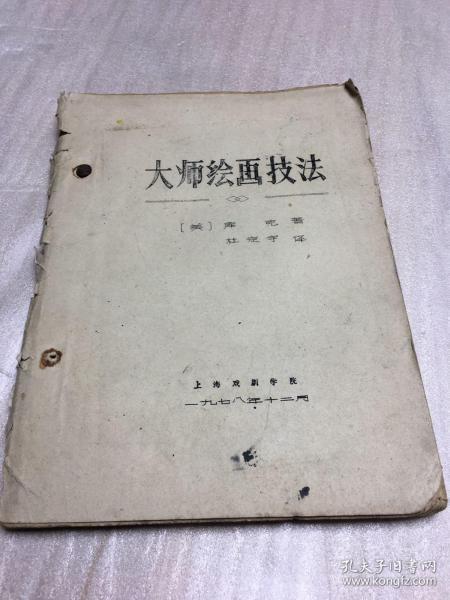 大师绘画技法
[美] 库克 著
杜定宇 译
上海戏剧学院
一九七八年十二月
孔夫子旧书网
www.kongfz.com